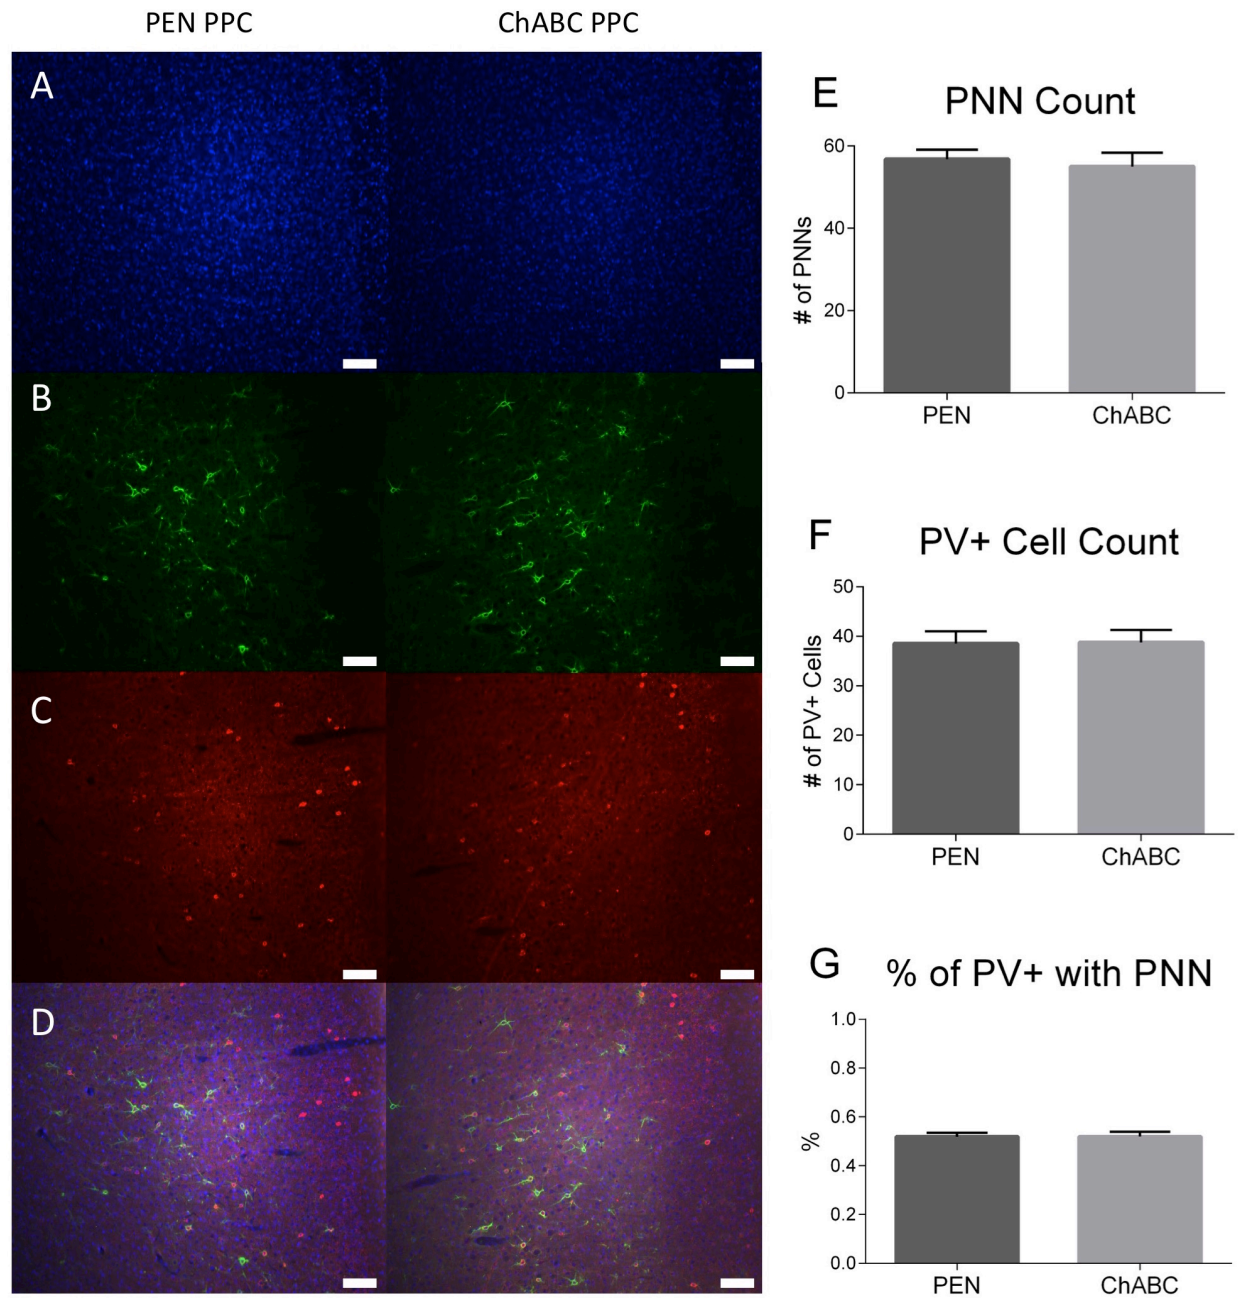 PEN PPC
ChABC PPC
A
B
C
D
E
PNN Count
# of PNNs
60
40
20
0
PEN
ChABC
F
PV+ Cell Count
# of PV+ Cells
50
40
30
20
10
0
PEN
ChABC
G
% of PV+ with PNN
%
1.0
0.8
0.6
0.4
0.2
0.0
PEN
ChABC